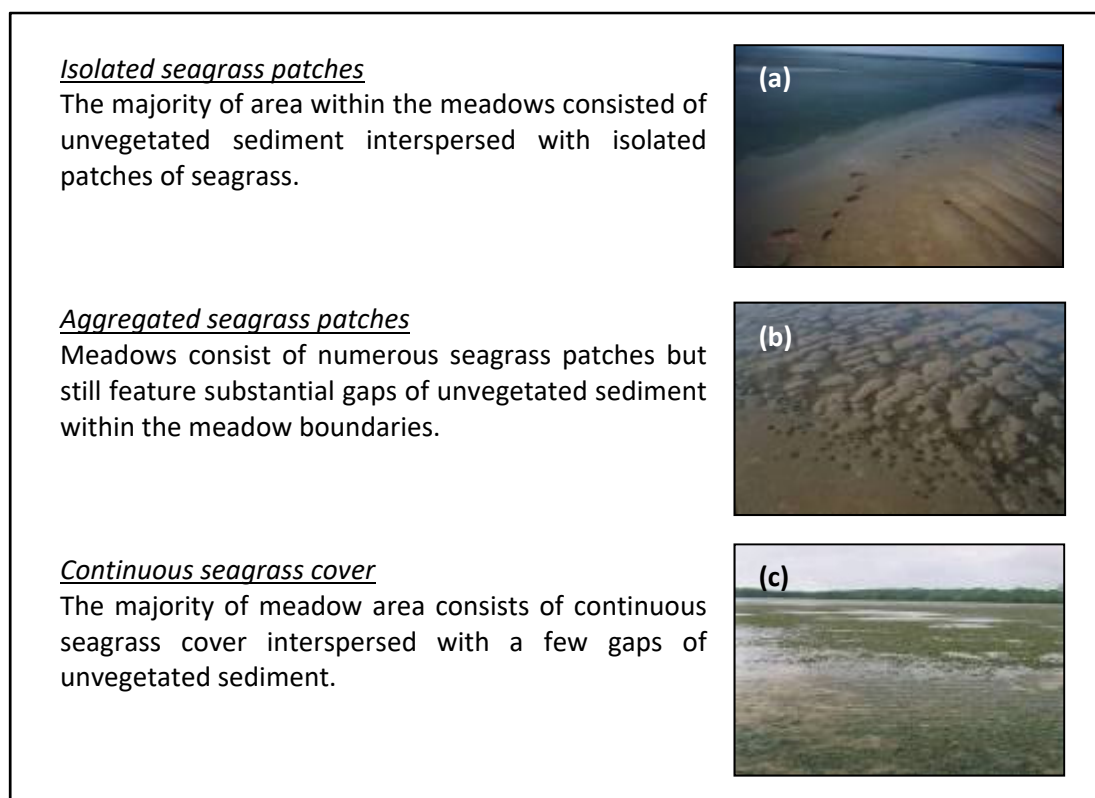 Isolated seagrass patches
The majority of area within the meadows consisted of
unvegetated sediment interspersed with isolated
patches of seagrass.
(a)
Aggregated seagrass patches
Meadows consist of numerous seagrass patches but
still feature substantial gaps of unvegetated sediment
within the meadow boundaries.
(b)
Continuous seagrass cover
The majority of meadow area consists of continuous
seagrass cover interspersed with a few gaps of
unvegetated sediment.
(c)